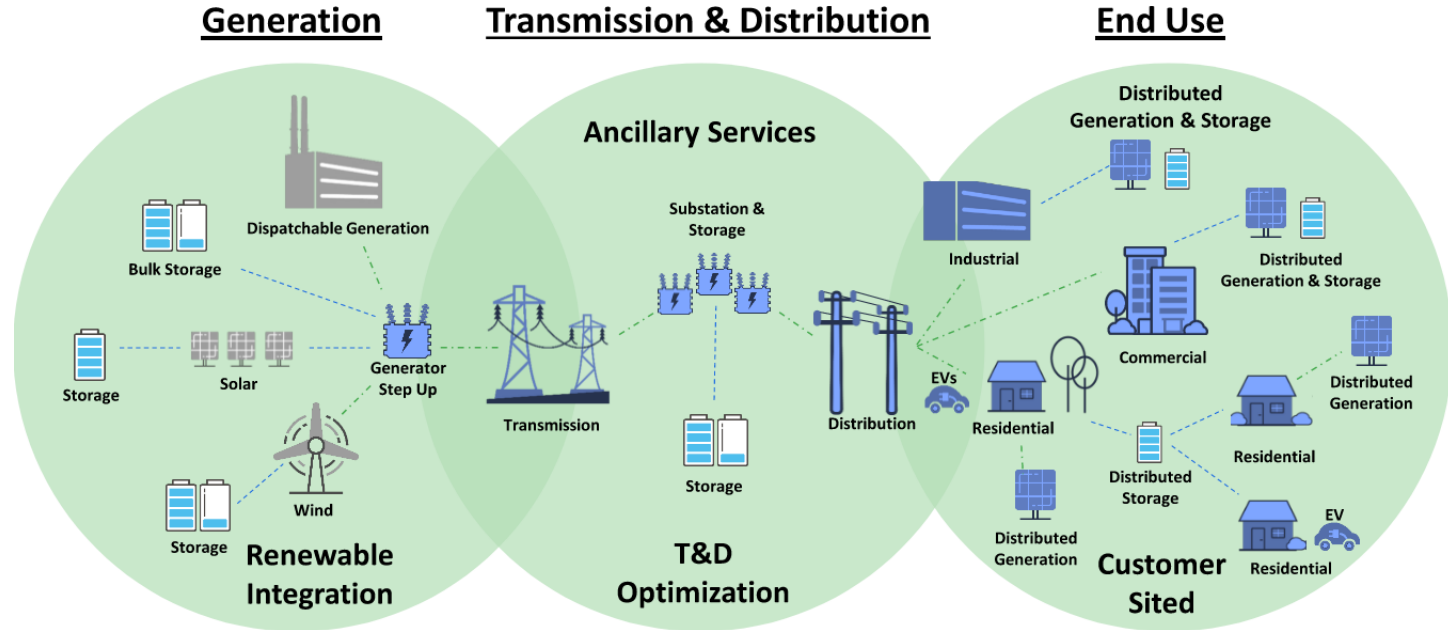 Generation
Transmission & Distribution
End Use
Dispatchable Generation
Bulk Storage
Storage
Solar
Generator
Step Up
Wind
Storage
Renewable
Integration
Ancillary Services
Substation &
Storage
Transmission
Storage
Distribution
T&D
Optimization
Distributed
Generation & Storage
Industrial
Distributed
Generation & Storage
Commercial
EVs
Residential
Distributed
Generation
Distributed
Storage
Residential
Distributed
Generation
EV
Residential
Customer
Sited